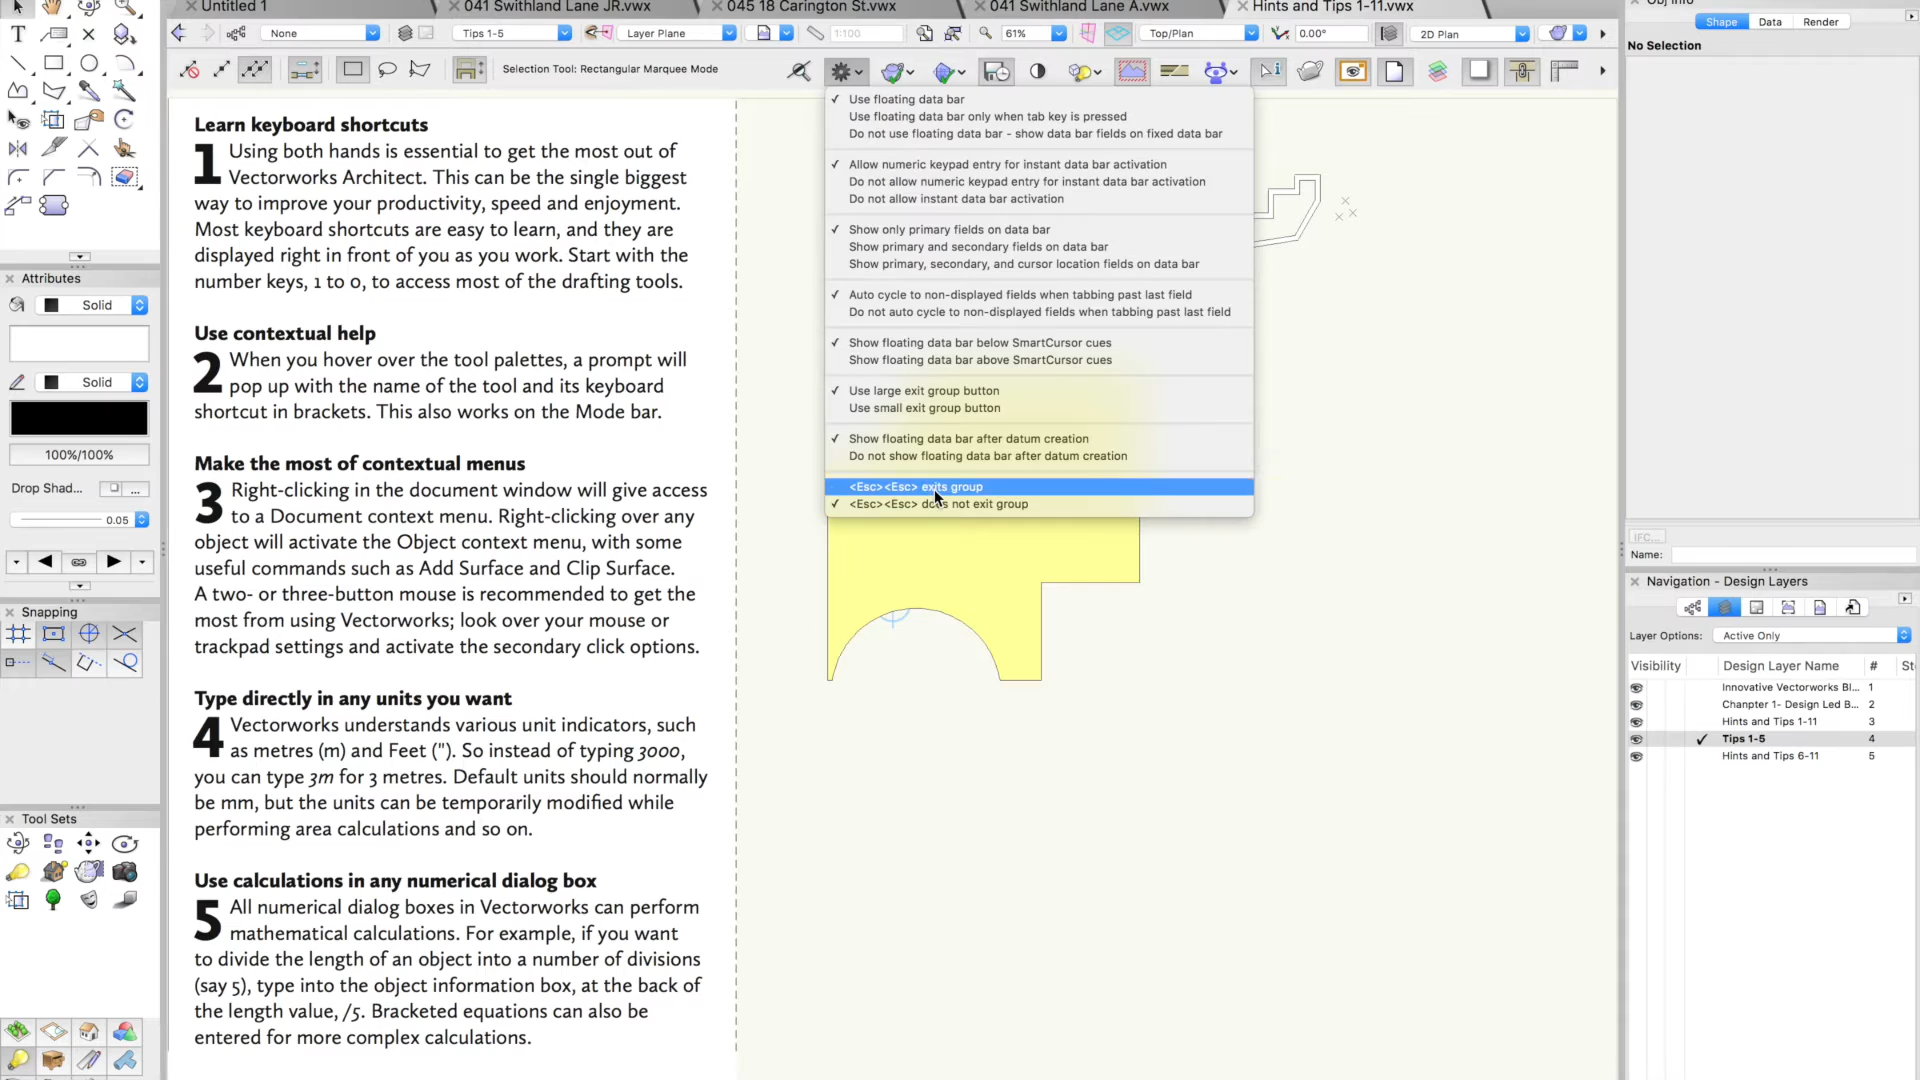 Untitled 1
041 Swithland Lane JR.vwx
045 18 Carington St.vwx
041 Swithland Lane A.vwx
Hints and Tips 1-11.vwx
None
Tips 1-5
Layer Plane
1:100
61%
Top/Plan
0.00°
2D Plan
Selection Tool: Rectangular Marquee Mode
Attributes
Solid
Solid
100%/100%
Drop Shad...
...
0.05
Snapping
Tool Sets
Learn keyboard shortcuts
1 Using both hands is essential to get the most out of
Vectorworks Architect. This can be the single biggest
way to improve your productivity, speed and enjoyment.
Most keyboard shortcuts are easy to learn, and they are
displayed right in front of you as you work. Start with the
number keys, 1 to 0, to access most of the drafting tools.
Use contextual help
2 When you hover over the tool palettes, a prompt will
pop up with the name of the tool and its keyboard
shortcut in brackets. This also works on the Mode bar.
Make the most of contextual menus
3 Right-clicking in the document window will give access
to a Document context menu. Right-clicking over any
object will activate the Object context menu, with some
useful commands such as Add Surface and Clip Surface.
A two- or three-button mouse is recommended to get the
most from using Vectorworks; look over your mouse or
trackpad settings and activate the secondary click options.
Type directly in any units you want
4 Vectorworks understands various unit indicators, such
as metres (m) and Feet ("). So instead of typing 3000,
you can type 3m for 3 metres. Default units should normally
be mm, but the units can be temporarily modified while
performing area calculations and so on.
Use calculations in any numerical dialog box
5 All numerical dialog boxes in Vectorworks can perform
mathematical calculations. For example, if you want
to divide the length of an object into a number of divisions
(say 5), type into the object information box, at the back of
the length value, /5. Bracketed equations can also be
entered for more complex calculations.
✓ Use floating data bar
Use floating data bar only when tab key is pressed
Do not use floating data bar - show data bar fields on fixed data bar
✓ Allow numeric keypad entry for instant data bar activation
Do not allow numeric keypad entry for instant data bar activation
Do not allow instant data bar activation
✓ Show only primary fields on data bar
Show primary and secondary fields on data bar
Show primary, secondary, and cursor location fields on data bar
✓ Auto cycle to non-displayed fields when tabbing past last field
Do not auto cycle to non-displayed fields when tabbing past last field
✓ Show floating data bar below SmartCursor cues
Show floating data bar above SmartCursor cues
✓ Use large exit group button
Use small exit group button
✓ Show floating data bar after datum creation
Do not show floating data bar after datum creation
<Esc><Esc> exits group
✓ <Esc><Esc> does not exit group
Obj Info
Shape
Data
Render
No Selection
IFC...
Name:
Navigation - Design Layers
Layer Options:
Active Only
Visibility
Design Layer Name
#
St
Innovative Vectorworks Bl... 1
Chanpter 1- Design Led B... 2
Hints and Tips 1-11 3
✓ Tips 1-5 4
Hints and Tips 6-11 5